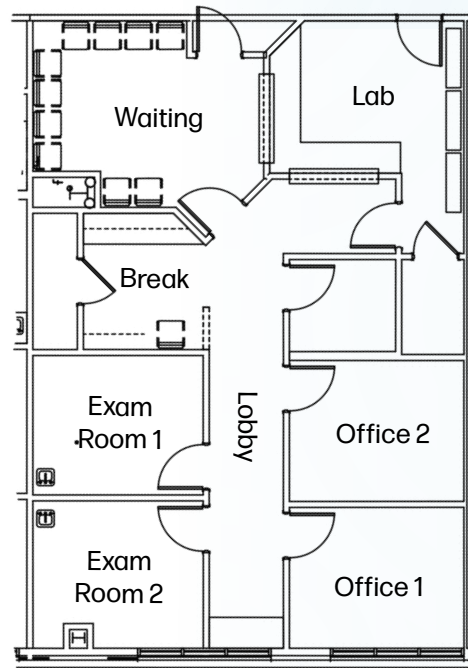 Waiting
Lab
Break
Exam
Room 1
Lobby
Office 2
Exam
Room 2
Office 1